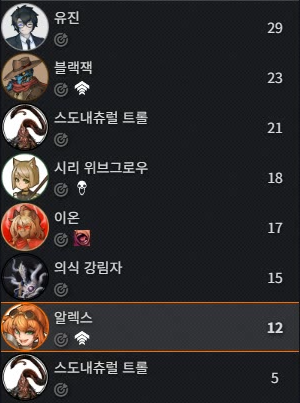 유진 29
블랙잭 23
스도내츄럴 트롤 21
시리 위브그로우 18
이온 17
의식 강림자 15
알렉스 12
스도내츄럴 트롤 5